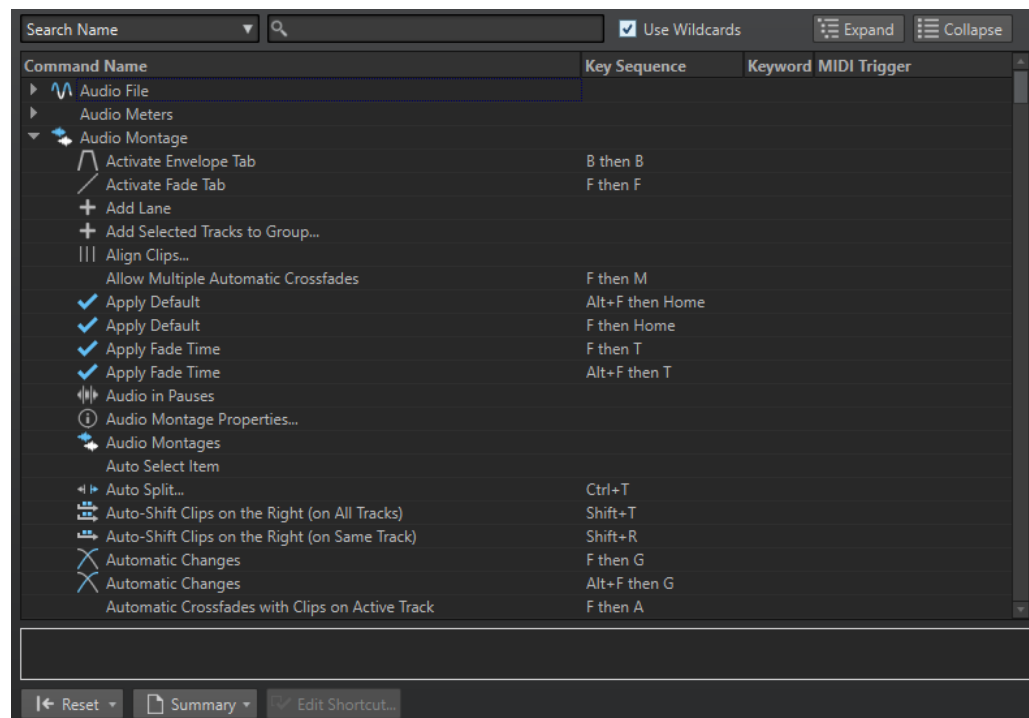 Search Name Use Wildcards Expand Collapse
Command Name Key Sequence Keyword MIDI Trigger
Audio File
Audio Meters
Audio Montage
Activate Envelope Tab B then B
Activate Fade Tab F then F
Add Lane
Add Selected Tracks to Group...
Align Clips...
Allow Multiple Automatic Crossfades F then M
Apply Default Alt+F then Home
Apply Default F then Home
Apply Fade Time F then T
Apply Fade Time Alt+F then T
Audio in Pauses
Audio Montage Properties...
Audio Montages
Auto Select Item
Auto Split... Ctrl+T
Auto-Shift Clips on the Right (on All Tracks) Shift+T
Auto-Shift Clips on the Right (on Same Track) Shift+R
Automatic Changes F then G
Automatic Changes Alt+F then G
Automatic Crossfades with Clips on Active Track F then A
Reset Summary Edit Shortcut...